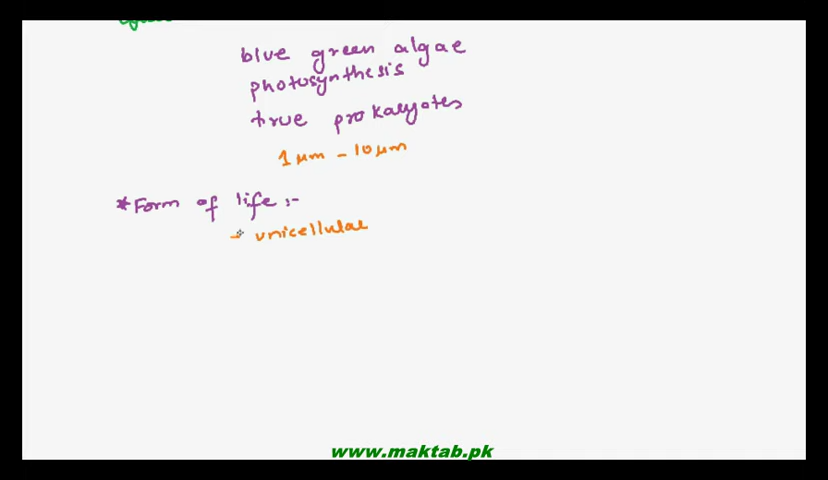 blue green algae
photosynthesis
true prokaryotes
1 μm - 10 μm
* Form of life :-
→ unicellular
www.maktab.pk